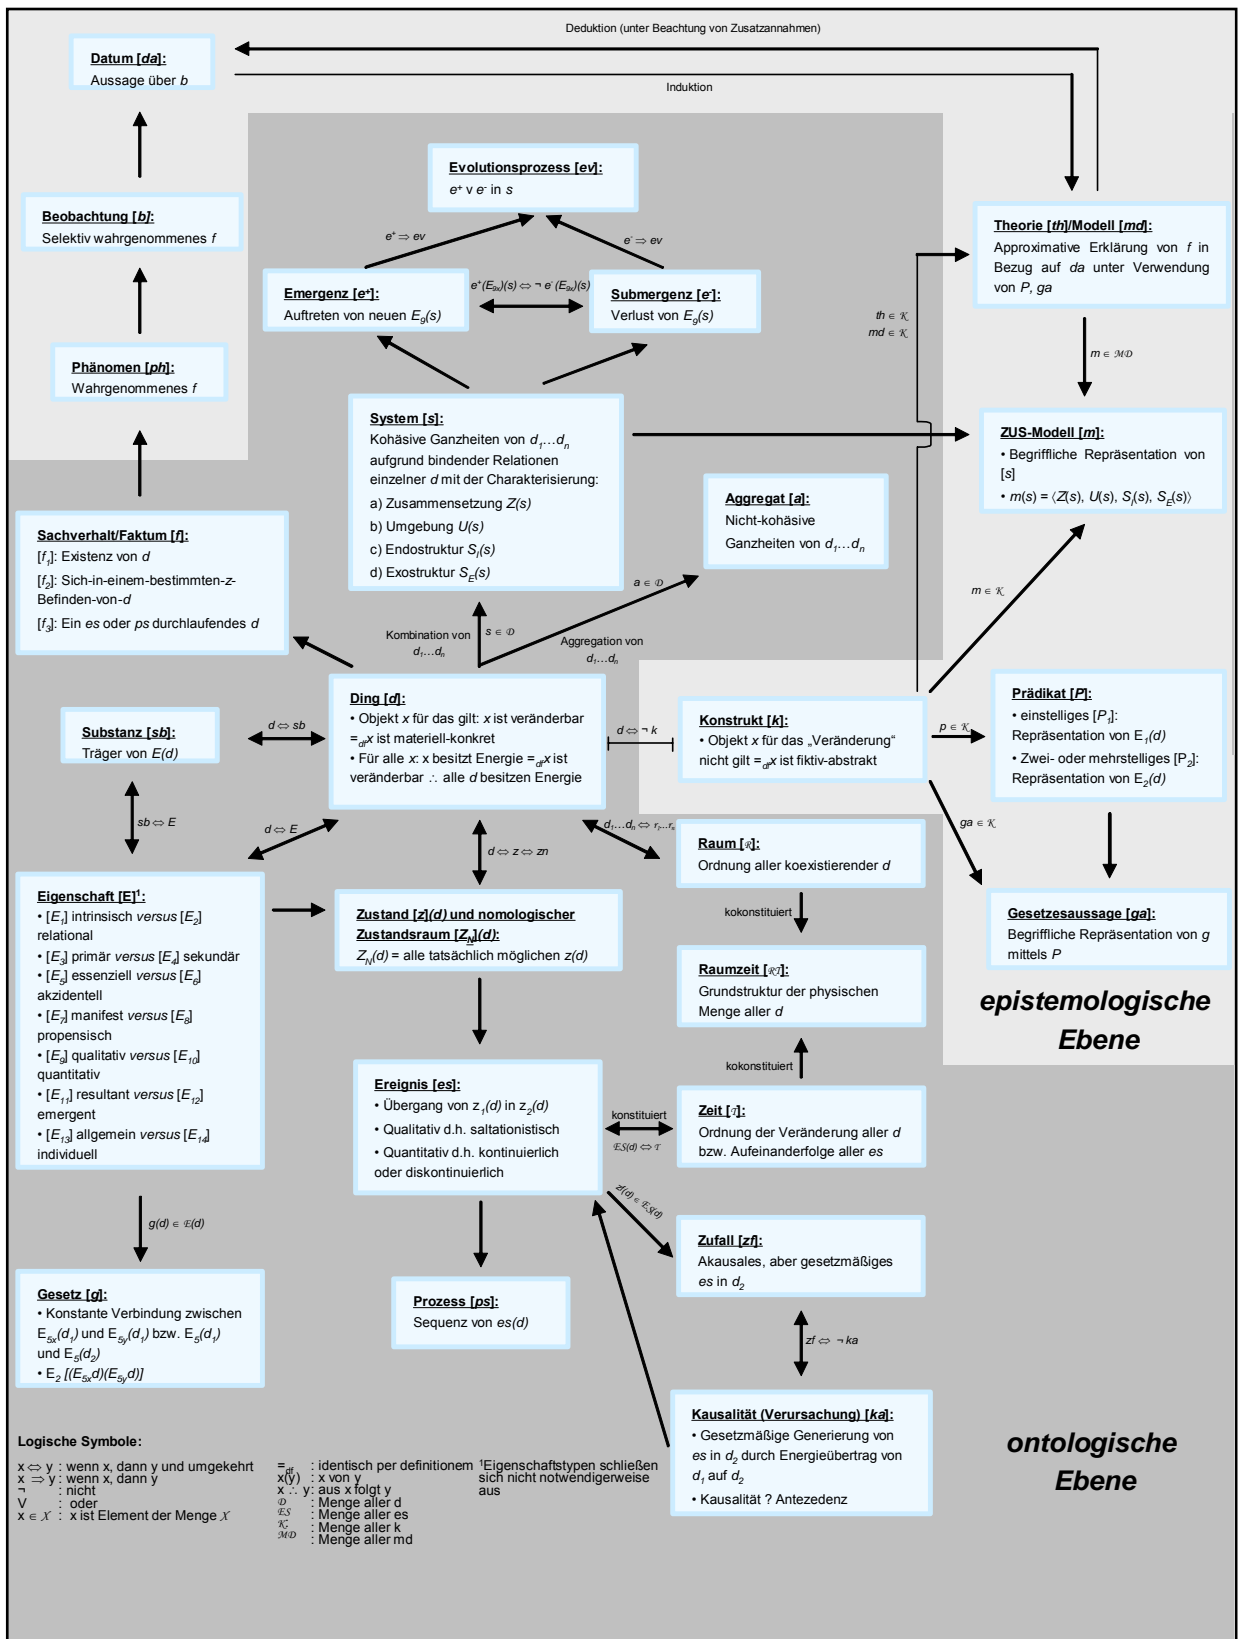 Deduktion (unter Beachtung von Zusatzannahmen)
Datum [da]:
Aussage über b
Induktion
Evolutionsprozess [ev]:
e⁺ v e⁻ in s
Beobachtung [b]:
Selektiv wahrgenommenes f
Theorie [th]/Modell [md]:
Approximative Erklärung von f in
Bezug auf da unter Verwendung
von P, ga
e⁺ ⇒ ev
e⁻ ⇒ ev
Emergenz [e⁺]:
Auftreten von neuen E₉(s)
e⁺(E₉ₓ)(s) ⇔ ¬ e⁻(E₉ₓ)(s)
Submergenz [e⁻]:
Verlust von E₉(s)
th ∈ 𝒦
md ∈ 𝒦
m ∈ ℳ𝒟
Phänomen [ph]:
Wahrgenommenes f
System [s]:
Kohäsive Ganzheiten von d₁…dₙ
aufgrund bindender Relationen
einzelner d mit der Charakterisierung:
a) Zusammensetzung Z(s)
b) Umgebung U(s)
c) Endostruktur S_I(s)
d) Exostruktur S_E(s)
ZUS-Modell [m]:
• Begriffliche Repräsentation von
[s]
• m(s) = ⟨Z(s), U(s), S_I(s), S_E(s)⟩
Aggregat [a]:
Nicht-kohäsive
Ganzheiten von d₁…dₙ
Sachverhalt/Faktum [f]:
[f₁]: Existenz von d
[f₂]: Sich-in-einem-bestimmten-z-
Befinden-von-d
[f₃]: Ein es oder ps durchlaufendes d
a ∈ 𝒟
m ∈ 𝒦
Kombination von
d₁…dₙ
s ∈ 𝒟
Aggregation von
d₁…dₙ
Ding [d]:
• Objekt x für das gilt: x ist veränderbar
=_df x ist materiell-konkret
• Für alle x: x besitzt Energie =_df x ist
veränderbar ∴ alle d besitzen Energie
Substanz [sb]:
Träger von E(d)
d ⇔ sb
d ⇔ ¬ k
Konstrukt [k]:
• Objekt x für das „Veränderung“
nicht gilt =_df x ist fiktiv-abstrakt
p ∈ 𝒦
Prädikat [P]:
• einstelliges [P₁]:
Repräsentation von E₁(d)
• Zwei- oder mehrstelliges [P₂]:
Repräsentation von E₂(d)
sb ⇔ E
d ⇔ E
d ⇔ z ⇔ zn
d₁…dₙ ⇔ r₁…rₙ
ga ∈ 𝒦
Raum [ℛ]:
Ordnung aller koexistierender d
Eigenschaft [E]¹:
• [E₁] intrinsisch versus [E₂]
relational
• [E₃] primär versus [E₄] sekundär
• [E₅] essenziell versus [E₆]
akzidentell
• [E₇] manifest versus [E₈]
propensisch
• [E₉] qualitativ versus [E₁₀]
quantitativ
• [E₁₁] resultant versus [E₁₂]
emergent
• [E₁₃] allgemein versus [E₁₄]
individuell
Zustand [z](d) und nomologischer
Zustandsraum [Z_N](d):
Z_N(d) = alle tatsächlich möglichen z(d)
kokonstituiert
Gesetzesaussage [ga]:
Begriffliche Repräsentation von g
mittels P
Raumzeit [ℛ𝒯]:
Grundstruktur der physischen
Menge aller d
epistemologische
Ebene
kokonstituiert
Ereignis [es]:
• Übergang von z₁(d) in z₂(d)
• Qualitativ d.h. saltationistisch
• Quantitativ d.h. kontinuierlich
oder diskontinuierlich
konstituiert
ℰ𝒮(d) ⇔ 𝒯
Zeit [𝒯]:
Ordnung der Veränderung aller d
bzw. Aufeinanderfolge aller es
g(d) ∈ ℰ(d)
zf(d) ∈ ℰ𝒮(d)
Zufall [zf]:
Akausales, aber gesetzmäßiges
es in d₂
Gesetz [g]:
• Konstante Verbindung zwischen
E₅ₓ(d₁) und E₅y(d₁) bzw. E₅(d₁)
und E₅(d₂)
• E₂ [(E₅ₓd)(E₅yd)]
Prozess [ps]:
Sequenz von es(d)
zf ⇔ ¬ ka
Kausalität (Verursachung) [ka]:
• Gesetzmäßige Generierung von
es in d₂ durch Energieübertrag von
d₁ auf d₂
• Kausalität ? Antezedenz
ontologische
Ebene
Logische Symbole:
x ⇔ y : wenn x, dann y und umgekehrt
x ⇒ y : wenn x, dann y
¬ : nicht
V : oder
x ∈ 𝒳 : x ist Element der Menge 𝒳
=_df : identisch per definitionem
x(y) : x von y
x ∴ y: aus x folgt y
𝒟 : Menge aller d
ℰ𝒮 : Menge aller es
𝒦 : Menge aller k
ℳ𝒟 : Menge aller md
¹Eigenschaftstypen schließen
sich nicht notwendigerweise
aus